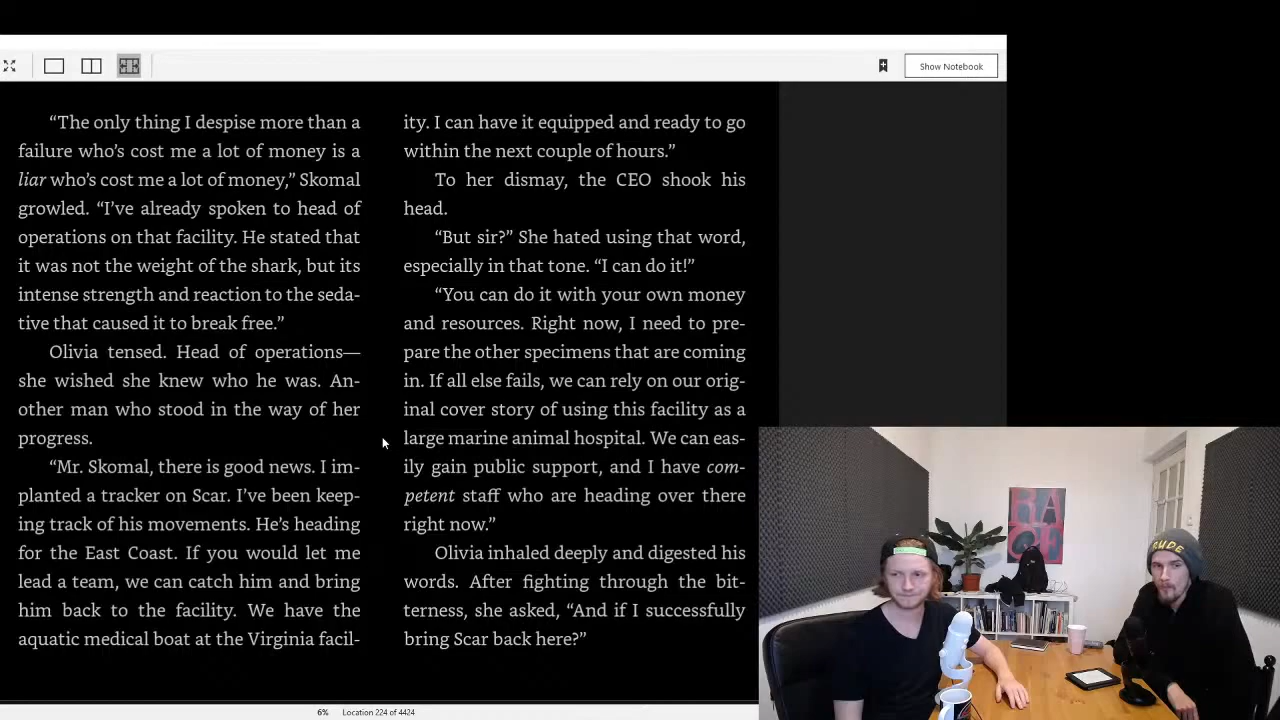 Show Notebook
“The only thing I despise more than a
failure who’s cost me a lot of money is a
liar who’s cost me a lot of money,” Skomal
growled. “I’ve already spoken to head of
operations on that facility. He stated that
it was not the weight of the shark, but its
intense strength and reaction to the seda-
tive that caused it to break free.”
Olivia tensed. Head of operations—
she wished she knew who he was. An-
other man who stood in the way of her
progress.
“Mr. Skomal, there is good news. I im-
planted a tracker on Scar. I’ve been keep-
ing track of his movements. He’s heading
for the East Coast. If you would let me
lead a team, we can catch him and bring
him back to the facility. We have the
aquatic medical boat at the Virginia facil-
ity. I can have it equipped and ready to go
within the next couple of hours.”
To her dismay, the CEO shook his
head.
“But sir?” She hated using that word,
especially in that tone. “I can do it!”
“You can do it with your own money
and resources. Right now, I need to pre-
pare the other specimens that are coming
in. If all else fails, we can rely on our orig-
inal cover story of using this facility as a
large marine animal hospital. We can eas-
ily gain public support, and I have com-
petent staff who are heading over there
right now.”
Olivia inhaled deeply and digested his
words. After fighting through the bit-
terness, she asked, “And if I successfully
bring Scar back here?”
6% Location 224 of 4424
RUDE